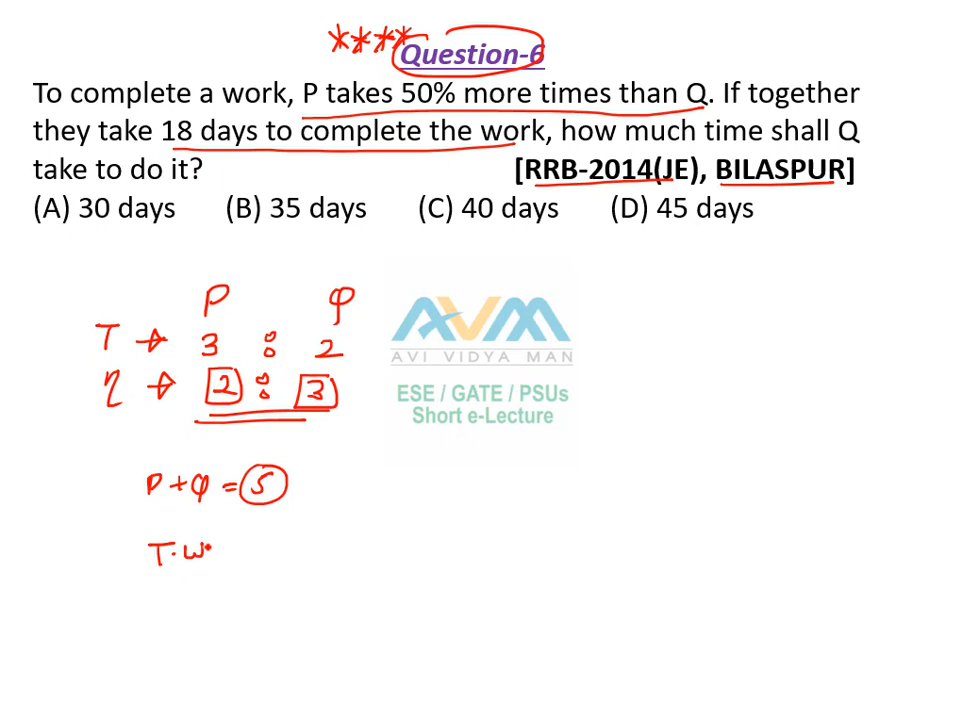 ****
Question-6
To complete a work, P takes 50% more times than Q. If together
they take 18 days to complete the work, how much time shall Q
take to do it? [RRB-2014(JE), BILASPUR]
(A) 30 days (B) 35 days (C) 40 days (D) 45 days
P φ
T → 3 : 2
η → 2 : 3
P + φ = 5
T.W.
AVM
AVI VIDYA MAN
ESE / GATE / PSUs
Short e-Lecture